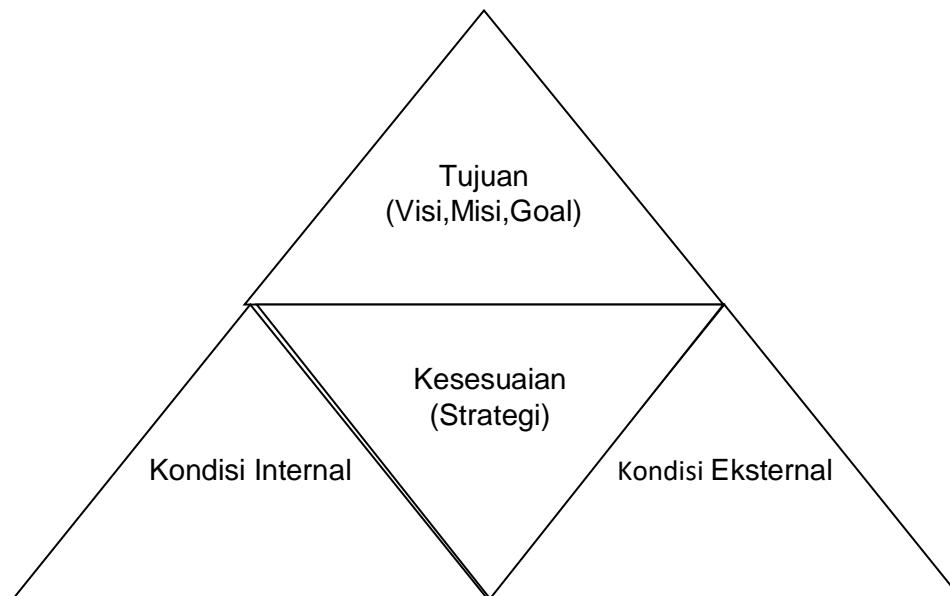 Tujuan
(Visi,Misi,Goal)
Kesesuaian
(Strategi)
Kondisi Internal
Kondisi Eksternal